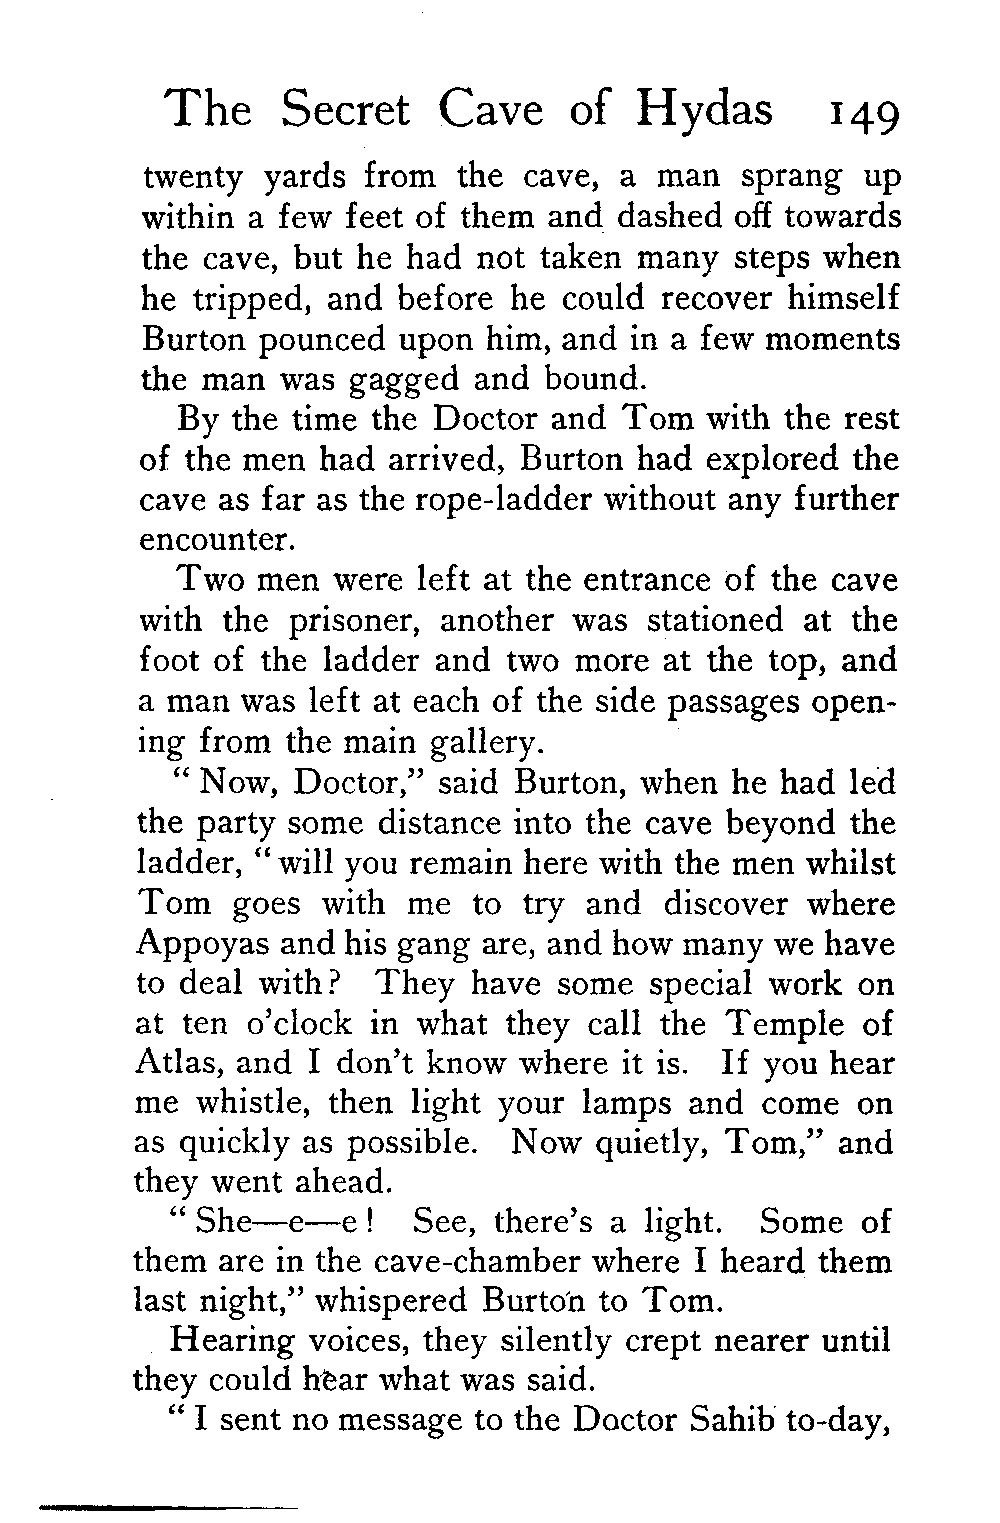 The Secret Cave of Hydas 149
twenty yards from the cave, a man sprang up
within a few feet of them and dashed off towards
the cave, but he had not taken many steps when
he tripped, and before he could recover himself
Burton pounced upon him, and in a few moments
the man was gagged and bound.
By the time the Doctor and Tom with the rest
of the men had arrived, Burton had explored the
cave as far as the rope-ladder without any further
encounter.
Two men were left at the entrance of the cave
with the prisoner, another was stationed at the
foot of the ladder and two more at the top, and
a man was left at each of the side passages open-
ing from the main gallery.
“ Now, Doctor,” said Burton, when he had led
the party some distance into the cave beyond the
ladder, “ will you remain here with the men whilst
Tom goes with me to try and discover where
Appoyas and his gang are, and how many we have
to deal with? They have some special work on
at ten o’clock in what they call the Temple of
Atlas, and I don’t know where it is. If you hear
me whistle, then light your lamps and come on
as quickly as possible. Now quietly, Tom,” and
they went ahead.
“ She—e—e! See, there’s a light. Some of
them are in the cave-chamber where I heard them
last night,” whispered Burton to Tom.
Hearing voices, they silently crept nearer until
they could hear what was said.
“ I sent no message to the Doctor Sahib to-day,